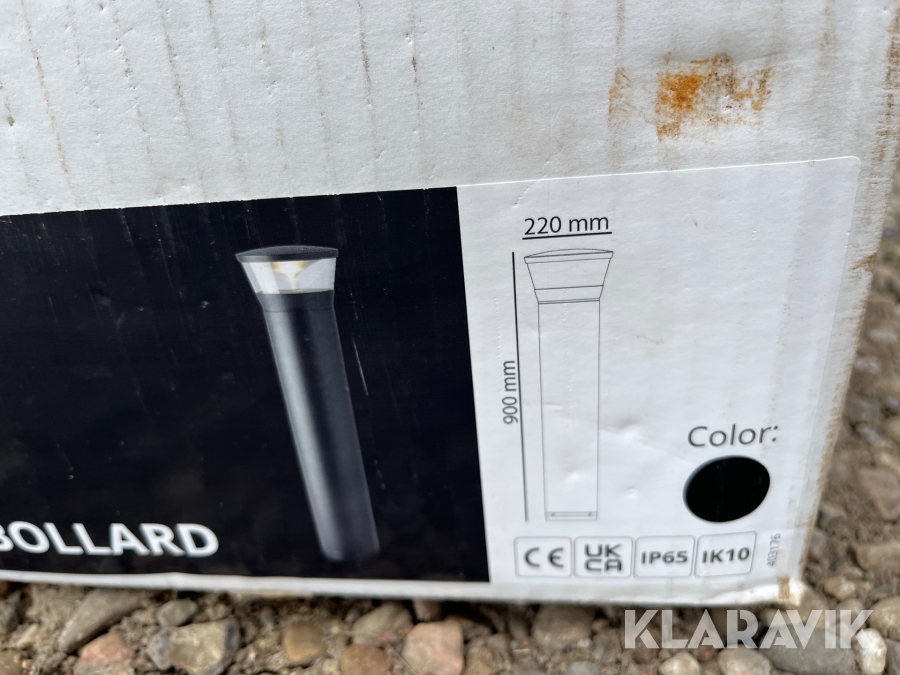 220 mm
900 mm
Color:
BOLLARD
CE
UK
CA
IP65
IK10
403176
KLARAVIK